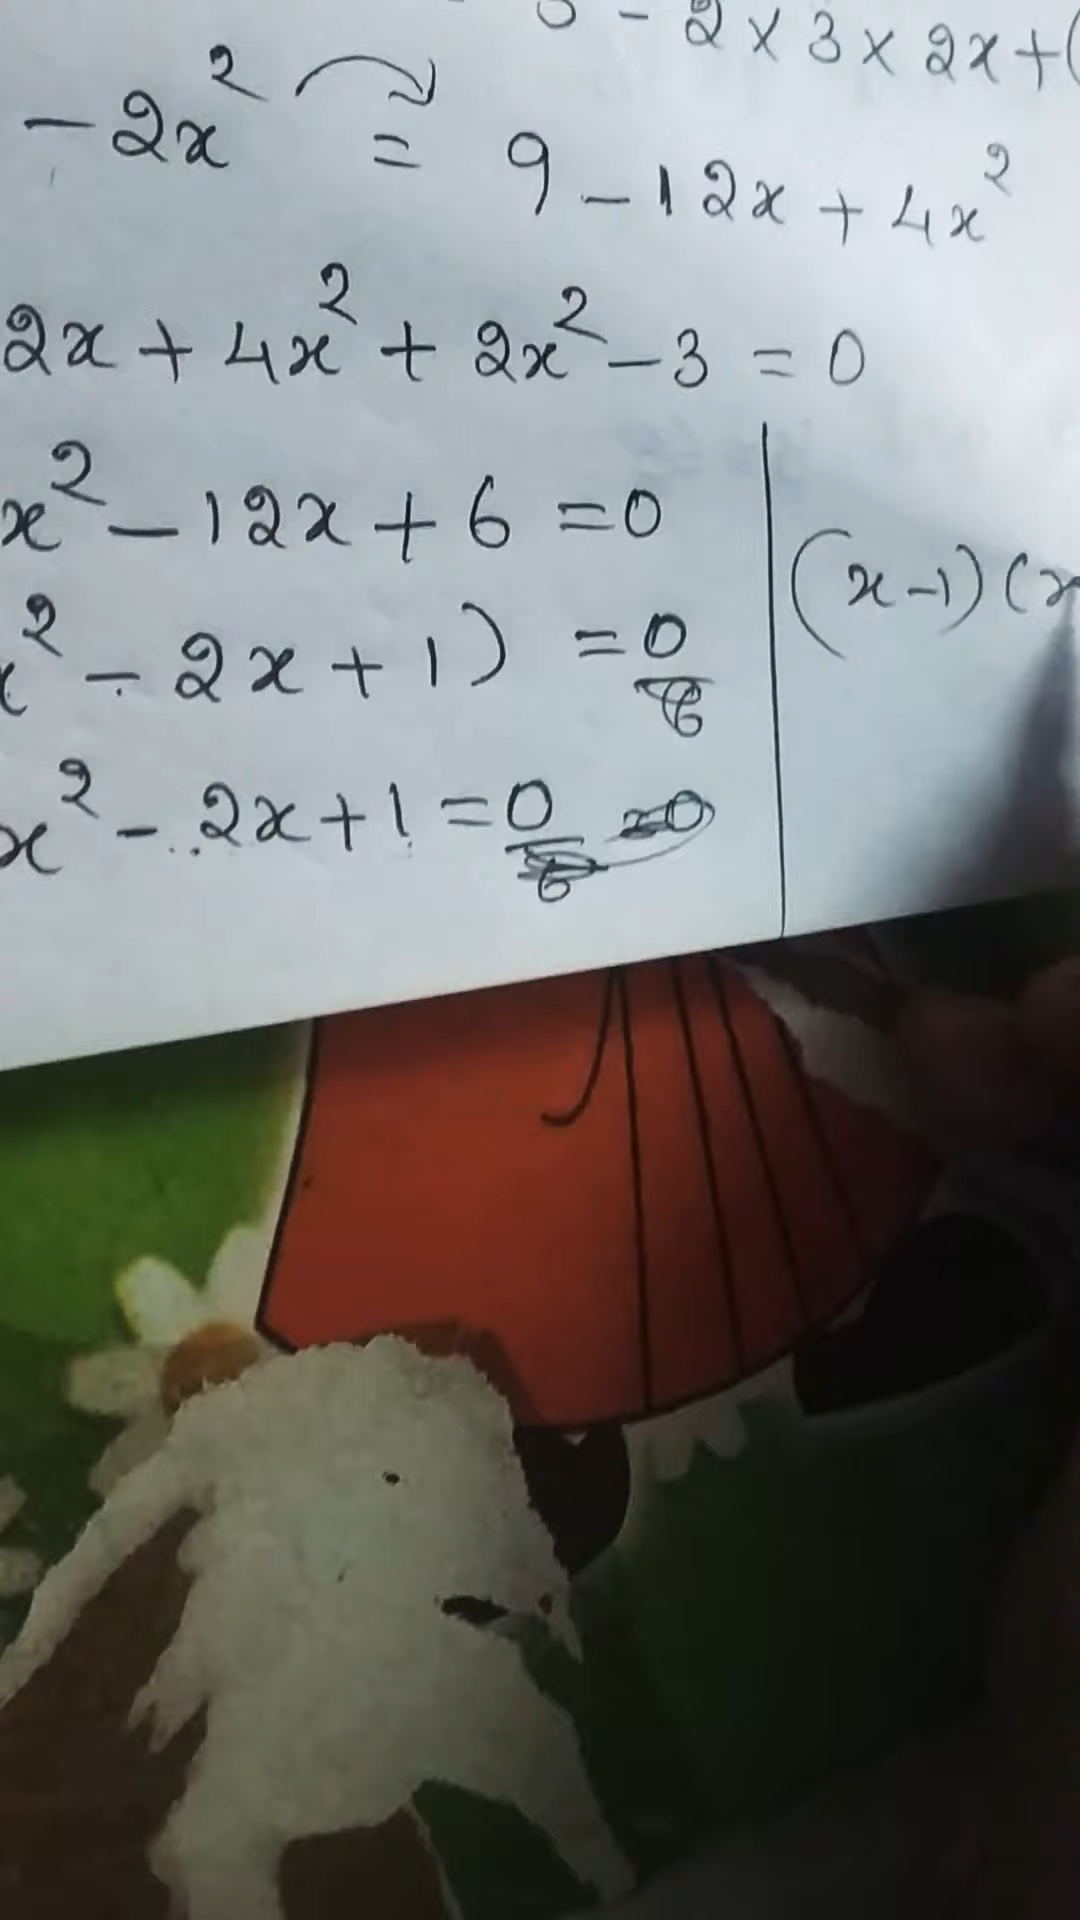 - 2 x 3 x 2x + (
- 2x² = 9 - 12x + 4x²
2x + 4x² + 2x² - 3 = 0
x² - 12x + 6 = 0
x² - 2x + 1) = 0/6
x² - 2x + 1 = 0/6 = 0
(x - 1) (x